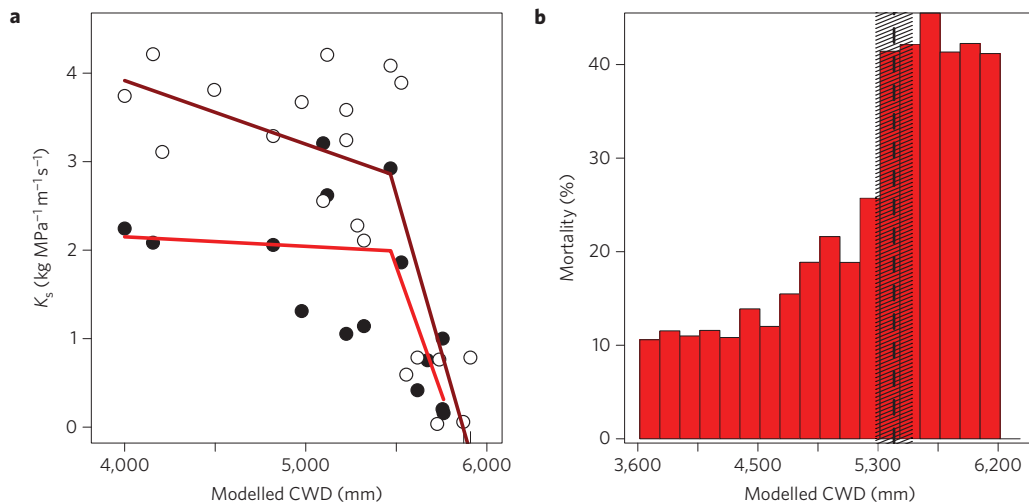 a
4
3
2
1
0
K_s (kg MPa⁻¹ m⁻¹ s⁻¹)
4,000
5,000
6,000
Modelled CWD (mm)
b
40
30
20
10
0
Mortality (%)
3,600
4,500
5,300
6,200
Modelled CWD (mm)